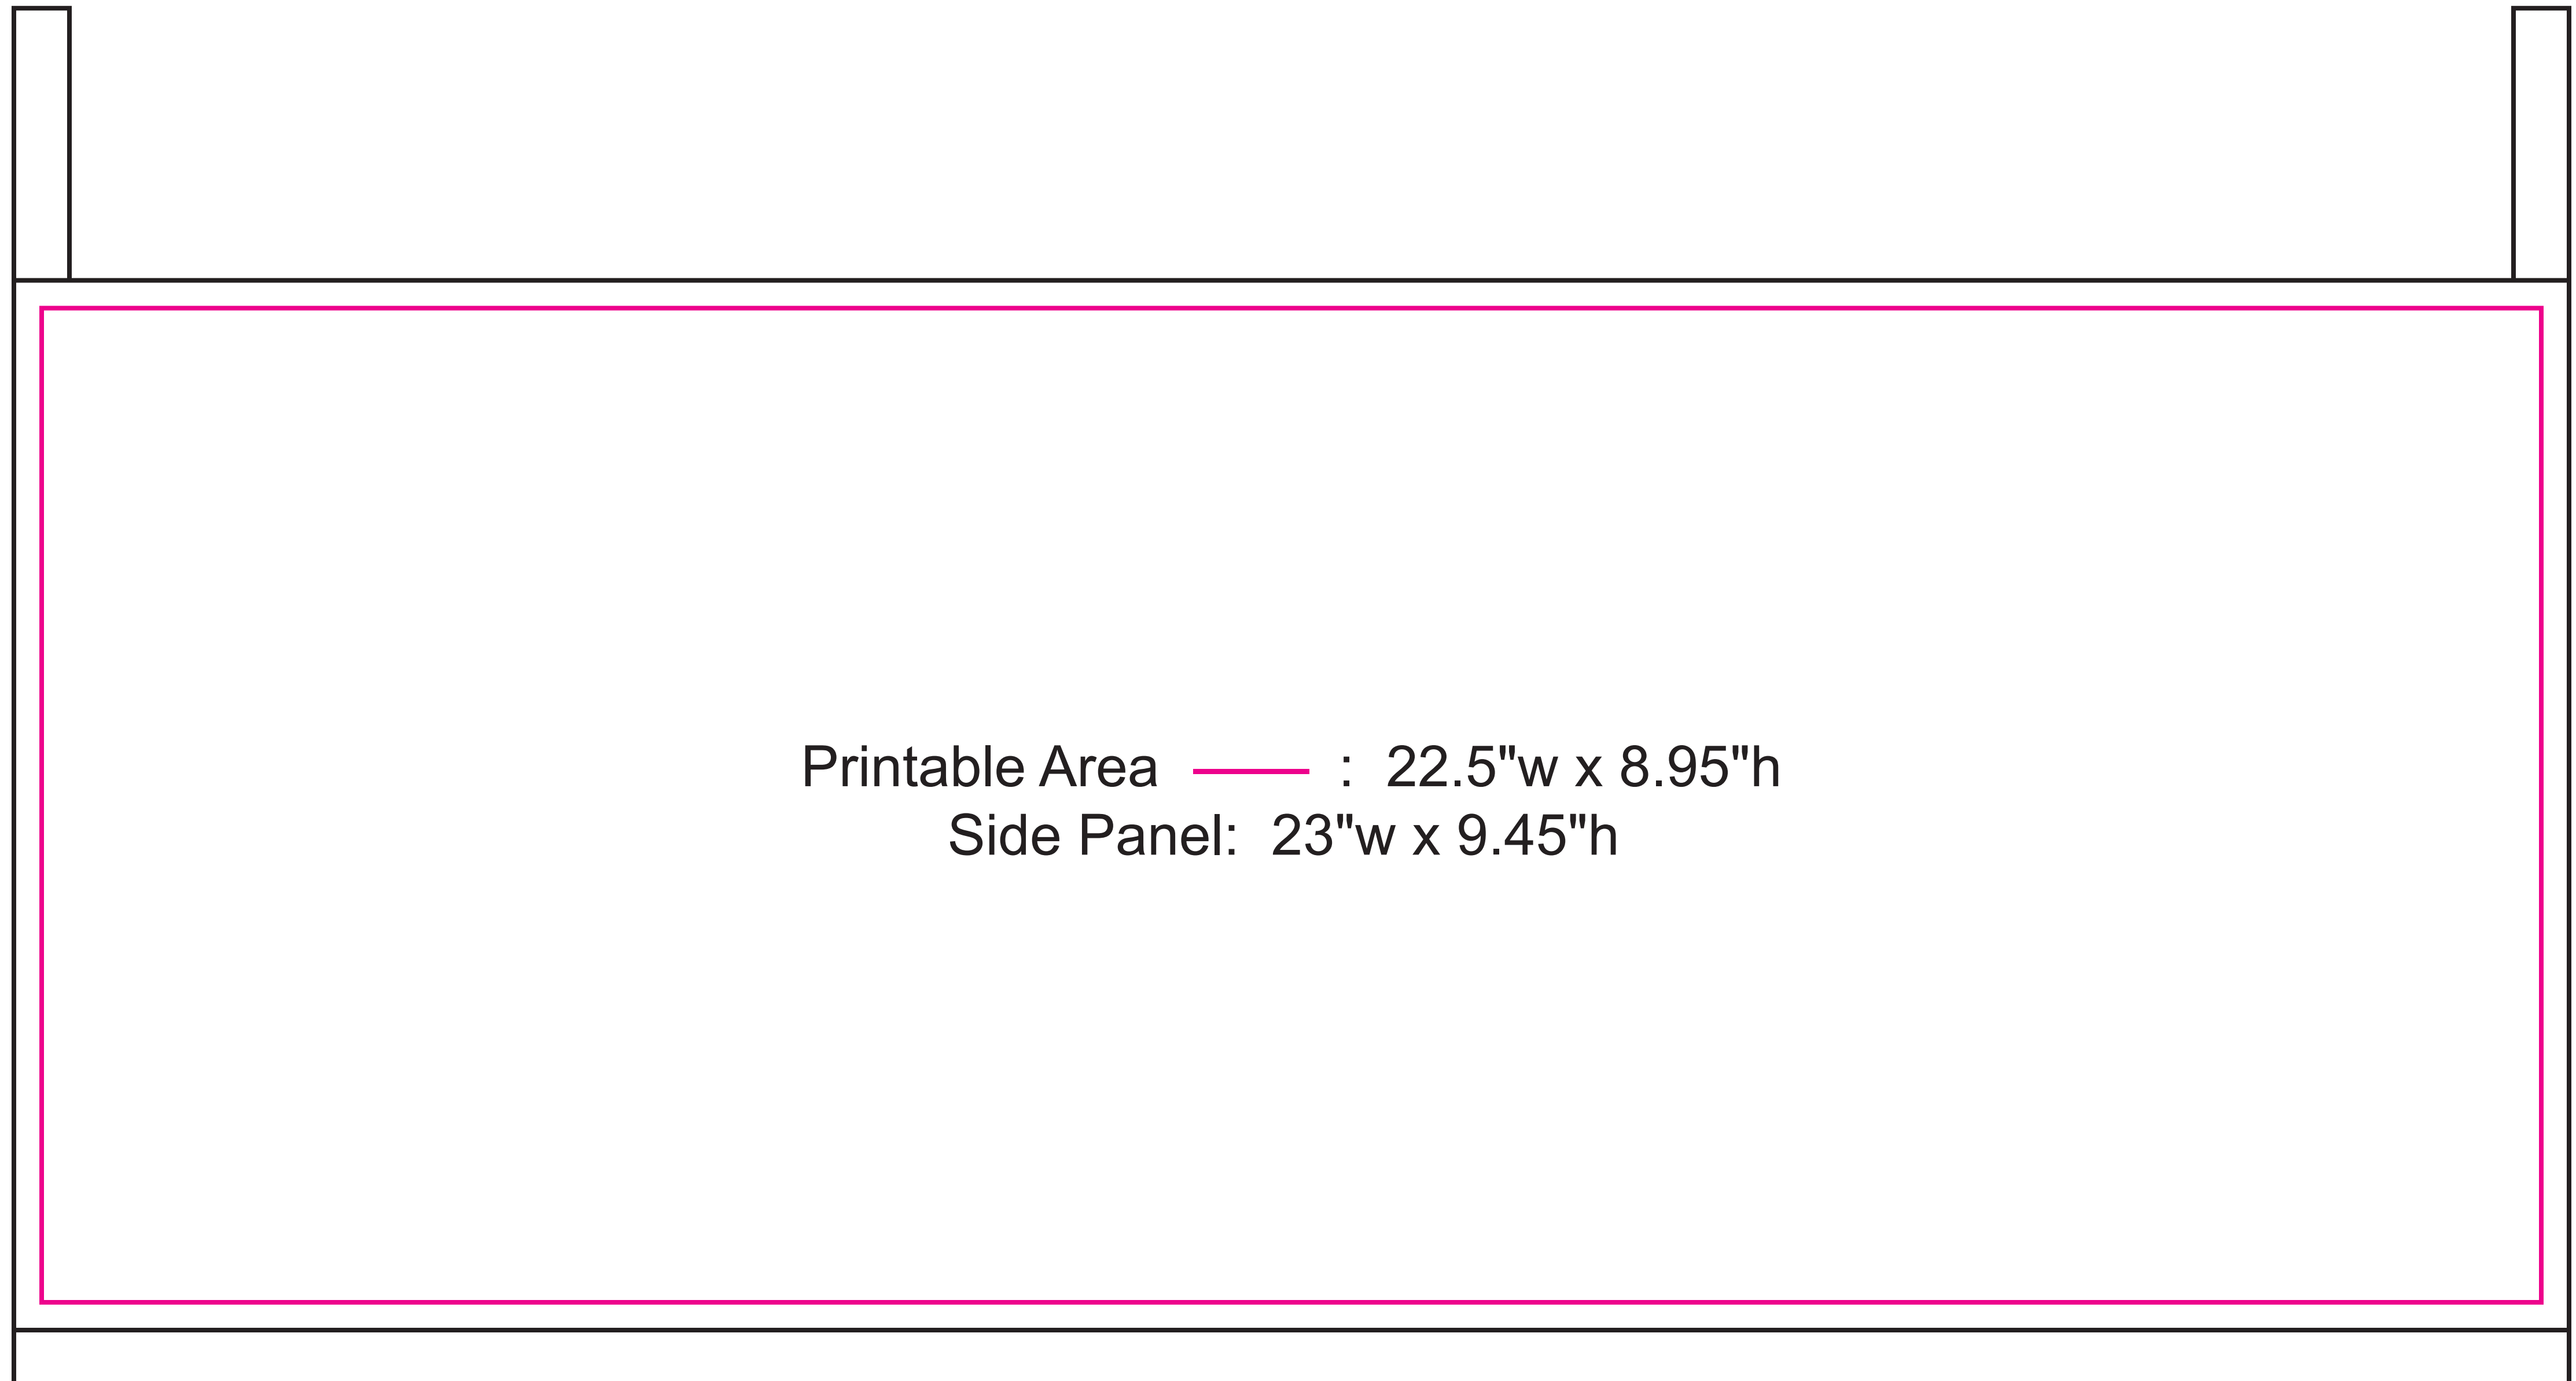 Printable Area : 22.5"w x 8.95"h
Side Panel: 23"w x 9.45"h